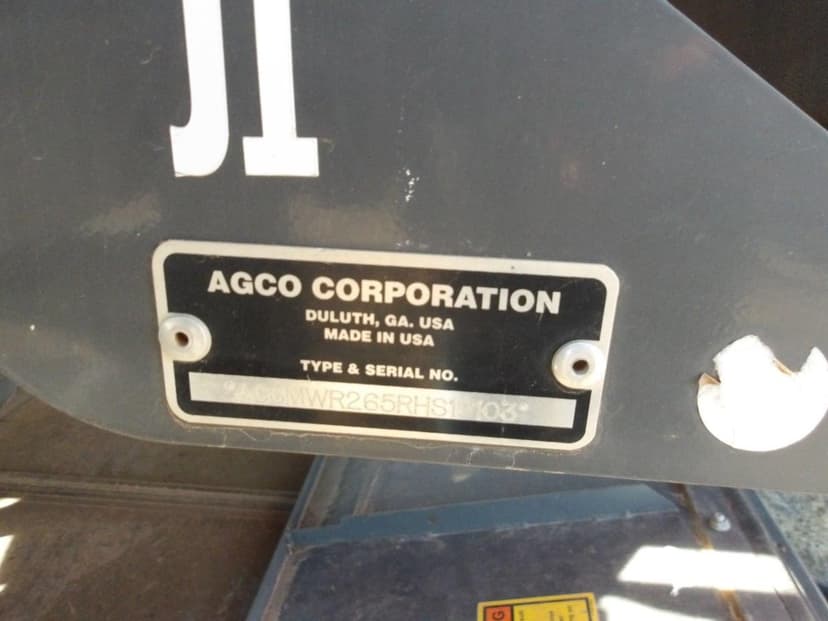 J1
AGCO CORPORATION
DULUTH, GA. USA
MADE IN USA
TYPE & SERIAL NO.